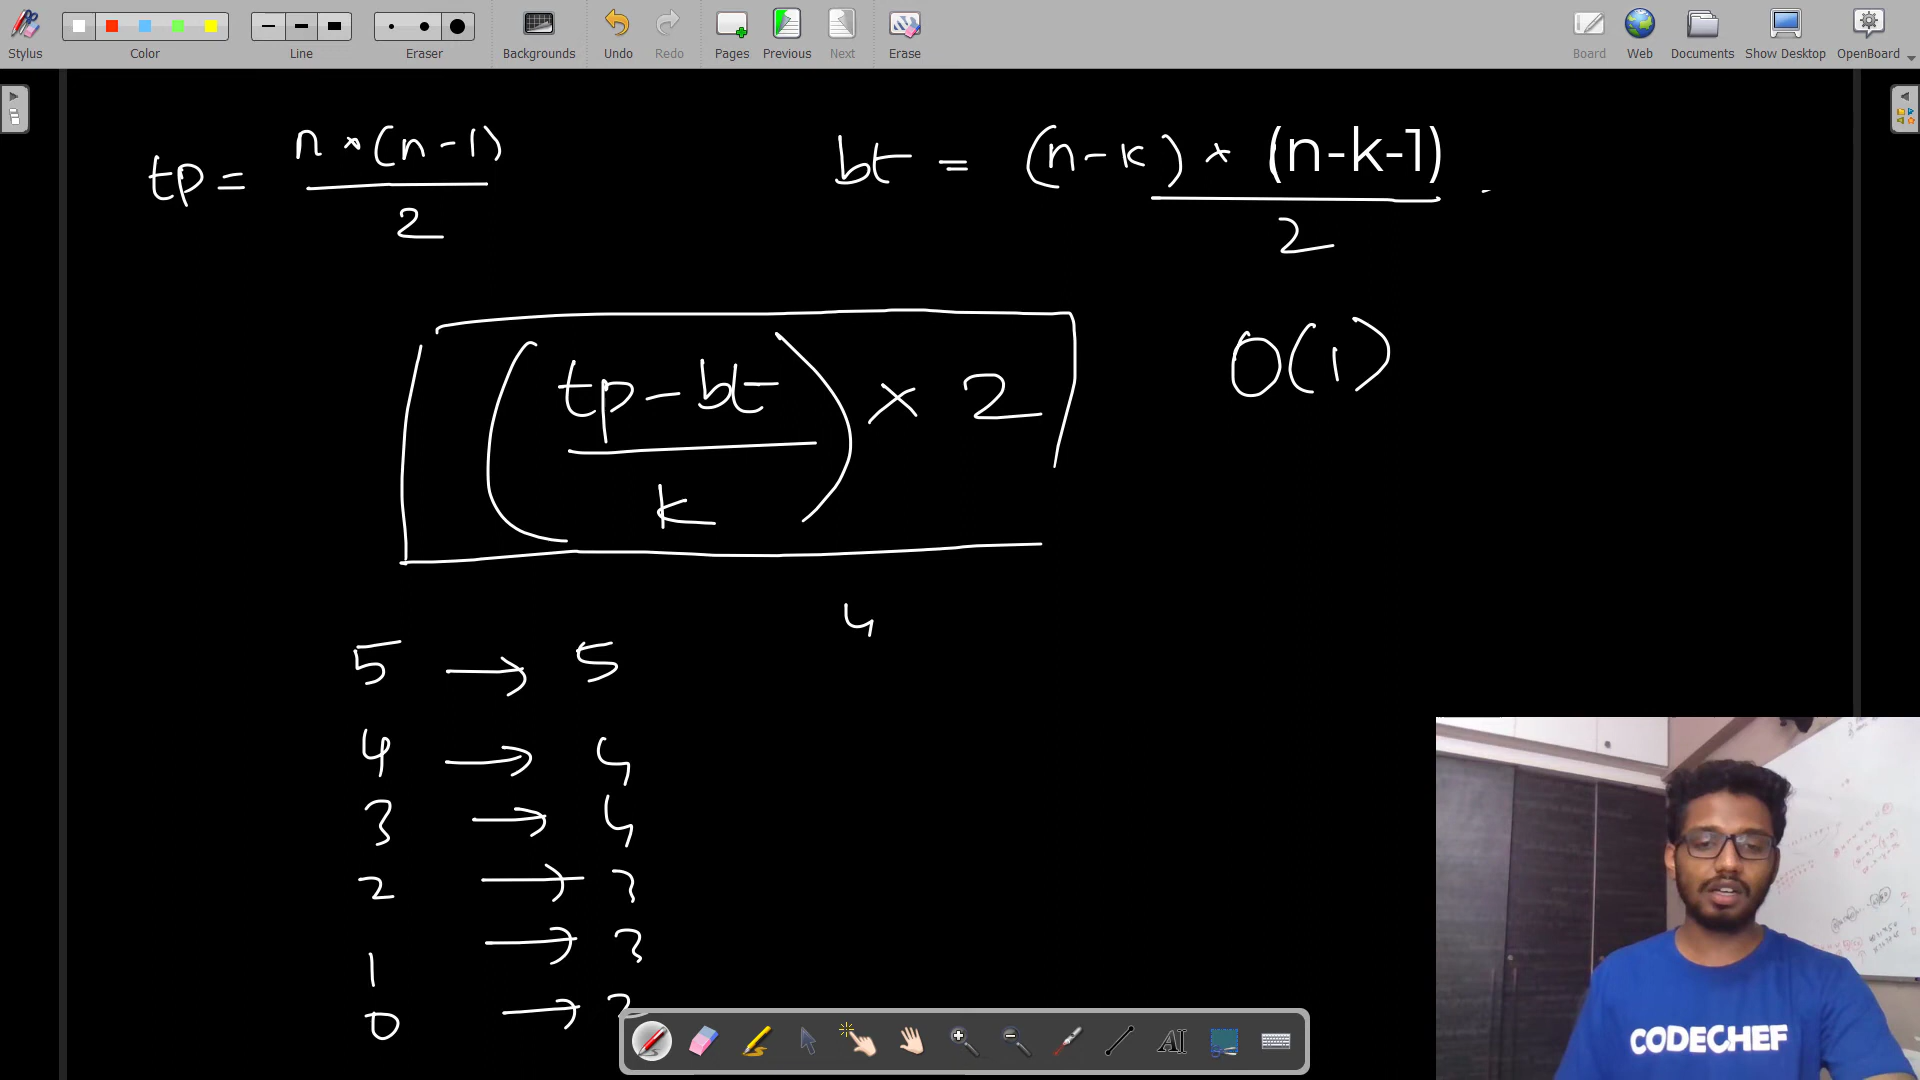 Stylus Color Line Eraser Backgrounds Undo Redo Pages Previous Next Erase Board Web Documents Show Desktop OpenBoard
tp = n × (n - 1) / 2
bt = (n - k) × (n-k-1) / 2
(tp - bt / k) × 2
O(1)
4
5 → 5
4 → 4
3 → 4
2 → 3
1 → 3
0 →
AI
CODECHEF